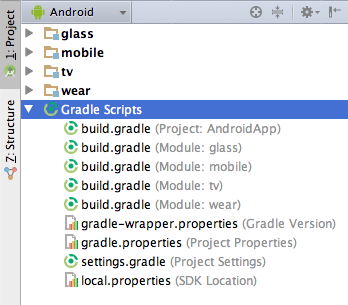 Android
1: Project
Z: Structure
glass
mobile
tv
wear
Gradle Scripts
build.gradle (Project: AndroidApp)
build.gradle (Module: glass)
build.gradle (Module: mobile)
build.gradle (Module: tv)
build.gradle (Module: wear)
gradle-wrapper.properties (Gradle Version)
gradle.properties (Project Properties)
settings.gradle (Project Settings)
local.properties (SDK Location)